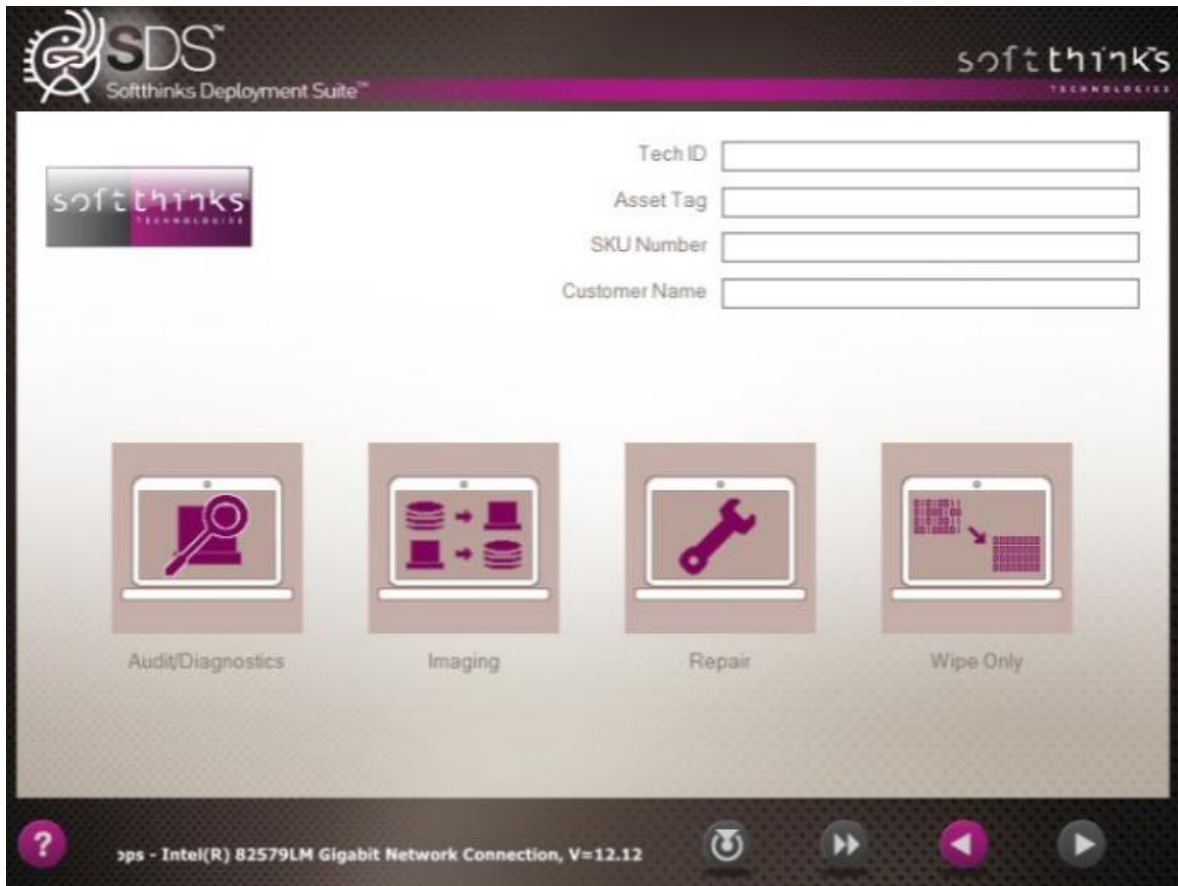 SDS™
Softthinks Deployment Suite™
softthinks
TECHNOLOGIES
softthinks
TECHNOLOGIES
Tech ID
Asset Tag
SKU Number
Customer Name
Audit/Diagnostics
Imaging
Repair
Wipe Only
?
ops - Intel(R) 82579LM Gigabit Network Connection, V=12.12